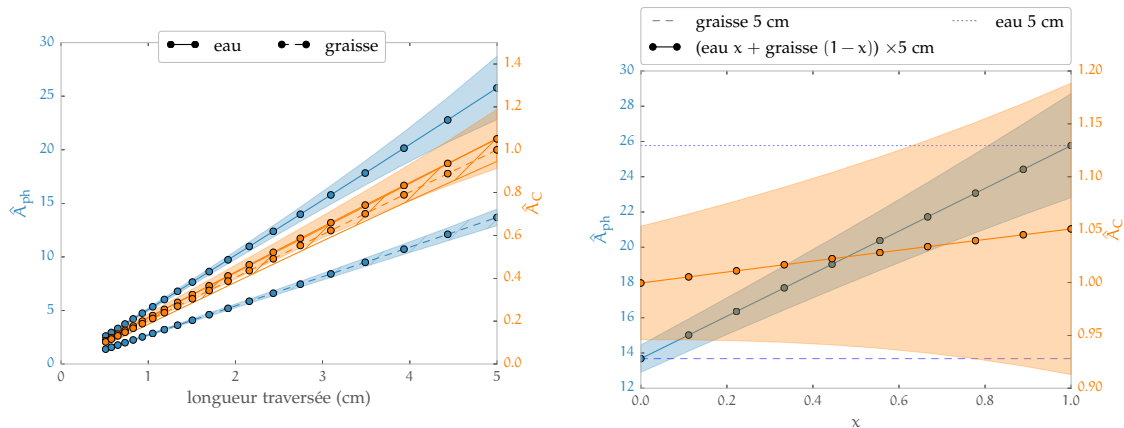 eau graisse
30
25
20
15
10
5
0
Â_ph
1.4
1.2
1.0
0.8
0.6
0.4
0.2
0.0
Â_C
0 1 2 3 4 5
longueur traversée (cm)
graisse 5 cm eau 5 cm
(eau x + graisse (1 − x)) ×5 cm
30
28
26
24
22
20
18
16
14
12
Â_ph
1.20
1.15
1.10
1.05
1.00
0.95
0.90
Â_C
0.0 0.2 0.4 0.6 0.8 1.0
x